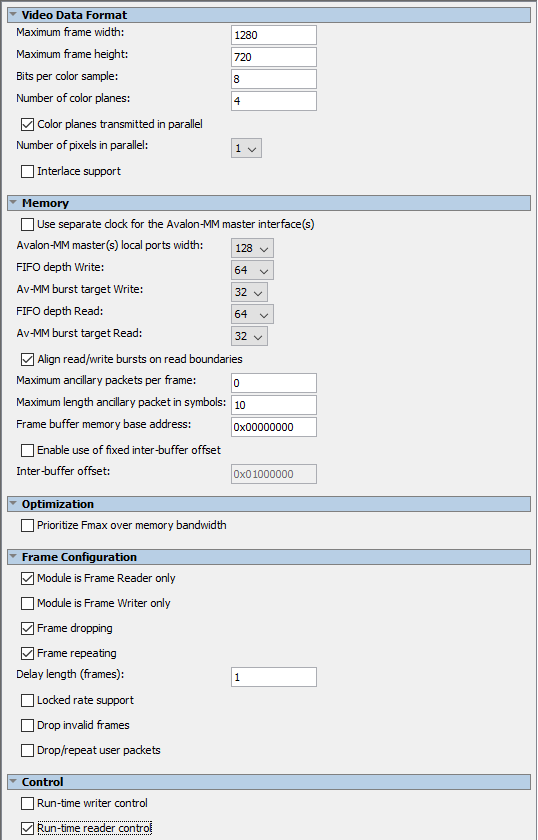 Video Data Format
Maximum frame width: 1280
Maximum frame height: 720
Bits per color sample: 8
Number of color planes: 4
Color planes transmitted in parallel
Number of pixels in parallel: 1
Interlace support
Memory
Use separate clock for the Avalon-MM master interface(s)
Avalon-MM master(s) local ports width: 128
FIFO depth Write: 64
Av-MM burst target Write: 32
FIFO depth Read: 64
Av-MM burst target Read: 32
Align read/write bursts on read boundaries
Maximum ancillary packets per frame: 0
Maximum length ancillary packet in symbols: 10
Frame buffer memory base address: 0x00000000
Enable use of fixed inter-buffer offset
Inter-buffer offset: 0x01000000
Optimization
Prioritize Fmax over memory bandwidth
Frame Configuration
Module is Frame Reader only
Module is Frame Writer only
Frame dropping
Frame repeating
Delay length (frames): 1
Locked rate support
Drop invalid frames
Drop/repeat user packets
Control
Run-time writer control
Run-time reader control